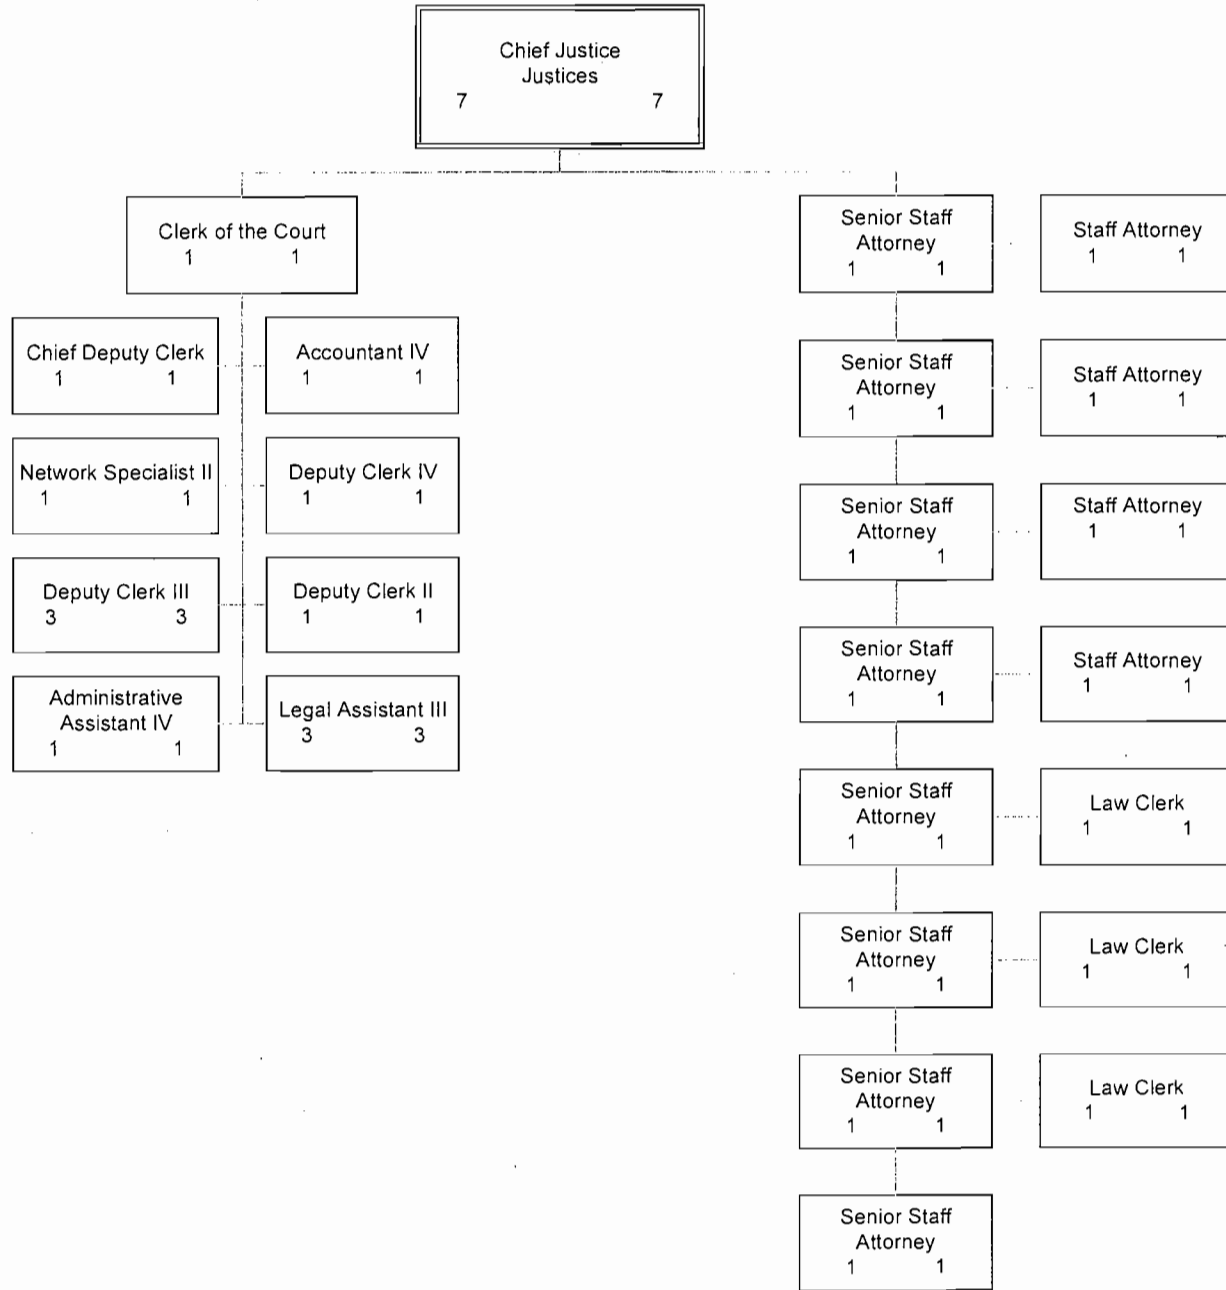 Chief Justice
Justices
7 7
Clerk of the Court
1 1
Chief Deputy Clerk
1 1
Accountant IV
1 1
Network Specialist II
1 1
Deputy Clerk IV
1 1
Deputy Clerk III
3 3
Deputy Clerk II
1 1
Administrative
Assistant IV
1 1
Legal Assistant III
3 3
Senior Staff
Attorney
1 1
Staff Attorney
1 1
Senior Staff
Attorney
1 1
Staff Attorney
1 1
Senior Staff
Attorney
1 1
Staff Attorney
1 1
Senior Staff
Attorney
1 1
Staff Attorney
1 1
Senior Staff
Attorney
1 1
Law Clerk
1 1
Senior Staff
Attorney
1 1
Law Clerk
1 1
Senior Staff
Attorney
1 1
Law Clerk
1 1
Senior Staff
Attorney
1 1